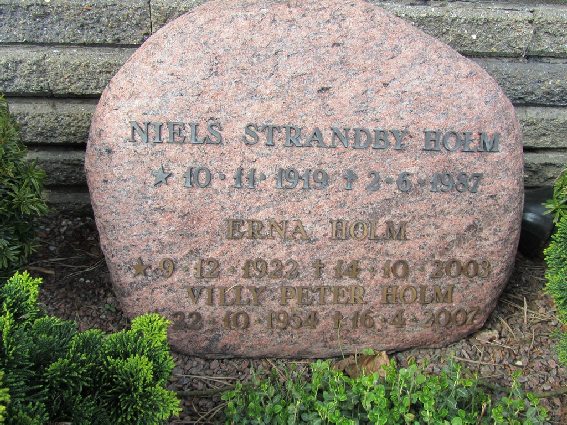 NIELS STRANDBY HOLM
★ 10 · 11 · 1919 ✝ 2 · 6 · 1987
ERNA HOLM
★ 9 · 12 · 1922 ✝ 14 · 10 · 2003
VILLY PETER HOLM
22 · 10 · 1954 ✝ 16 · 4 · 2007